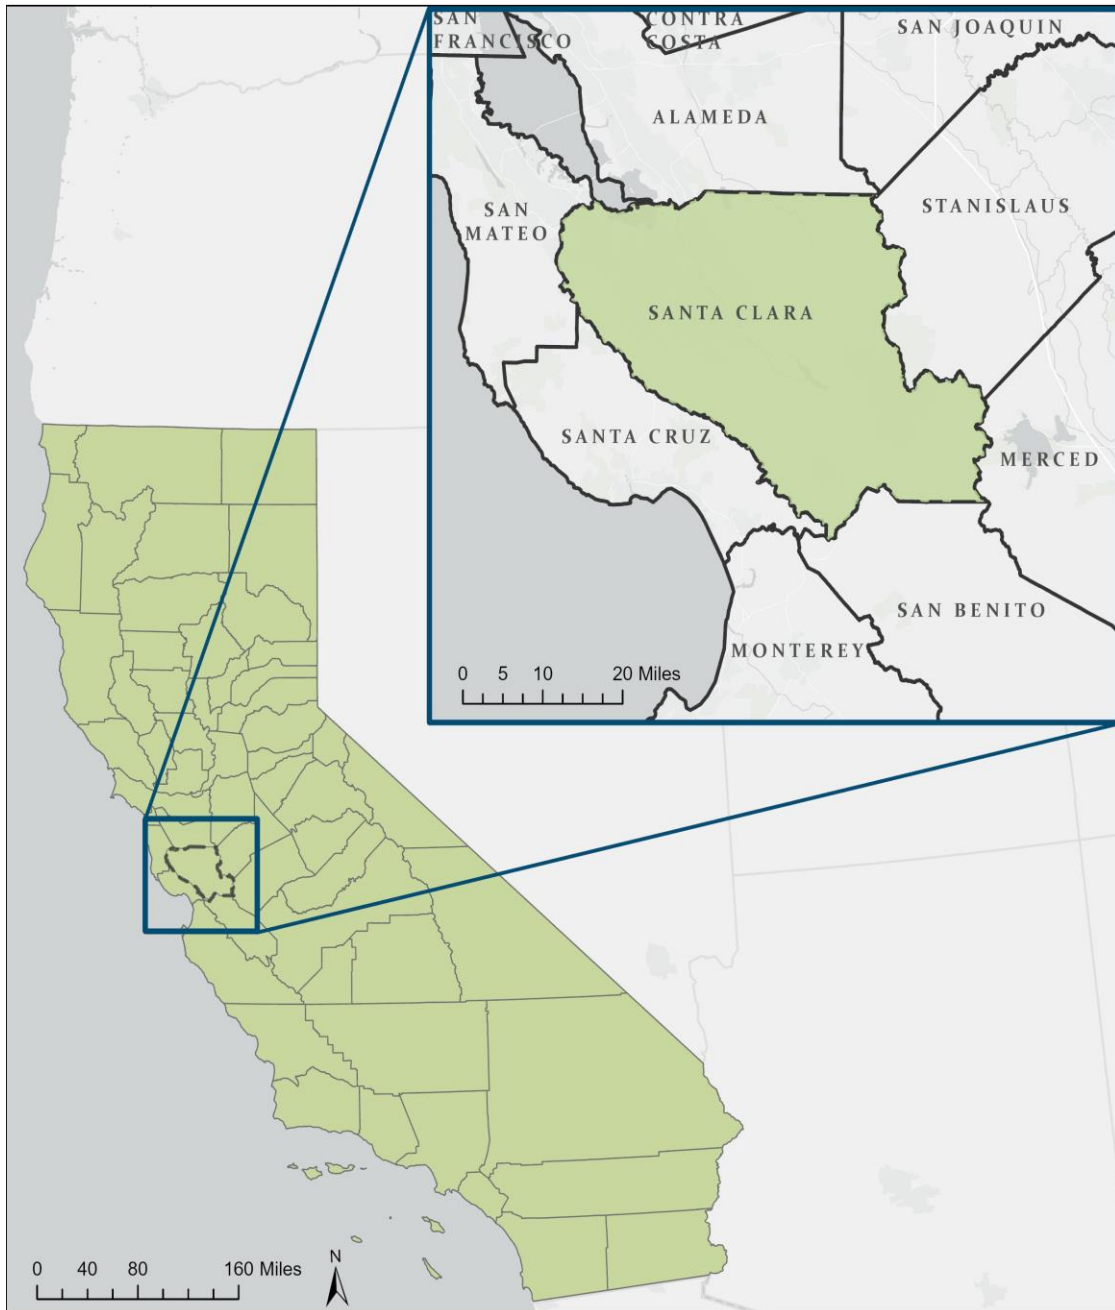 SAN
FRANCISCO
CONTRA
COSTA
SAN JOAQUIN
ALAMEDA
SAN
MATEO
STANISLAUS
SANTA CLARA
SANTA CRUZ
MERCED
SAN BENITO
MONTEREY
0 5 10 20 Miles
0 40 80 160 Miles
N